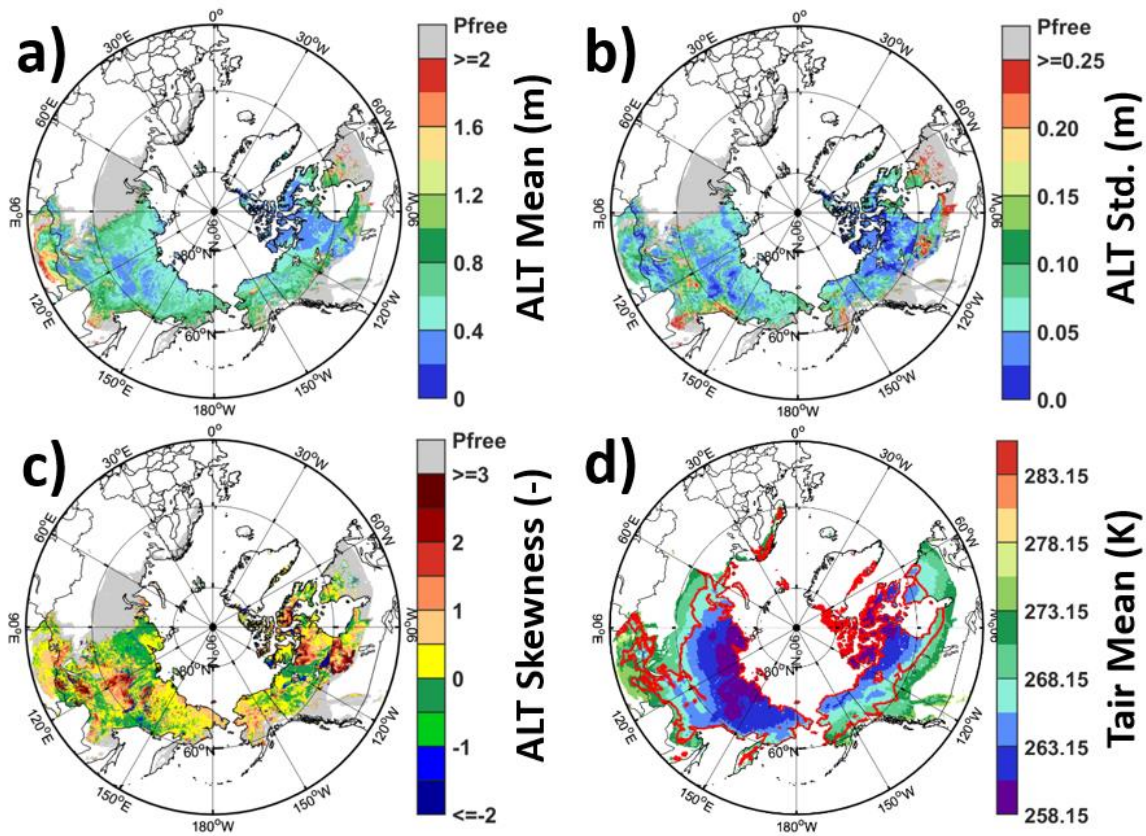 a)
0°
30°E
30°W
60°E
60°W
90°E
90°W
90°N
80°N
60°N
120°E
120°W
150°E
150°W
180°W
Pfree
>=2
1.6
1.2
0.8
0.4
0
ALT Mean (m)
b)
0°
30°E
30°W
60°E
60°W
90°E
90°W
90°N
80°N
60°N
120°E
120°W
150°E
150°W
180°W
Pfree
>=0.25
0.20
0.15
0.10
0.05
0.0
ALT Std. (m)
c)
0°
30°E
30°W
60°E
60°W
90°E
90°W
90°N
80°N
60°N
120°E
120°W
150°E
150°W
180°W
Pfree
>=3
2
1
0
-1
<=-2
ALT Skewness (-)
d)
0°
30°E
30°W
60°E
60°W
90°E
90°W
90°N
80°N
60°N
120°E
120°W
150°E
150°W
180°W
283.15
278.15
273.15
268.15
263.15
258.15
Tair Mean (K)